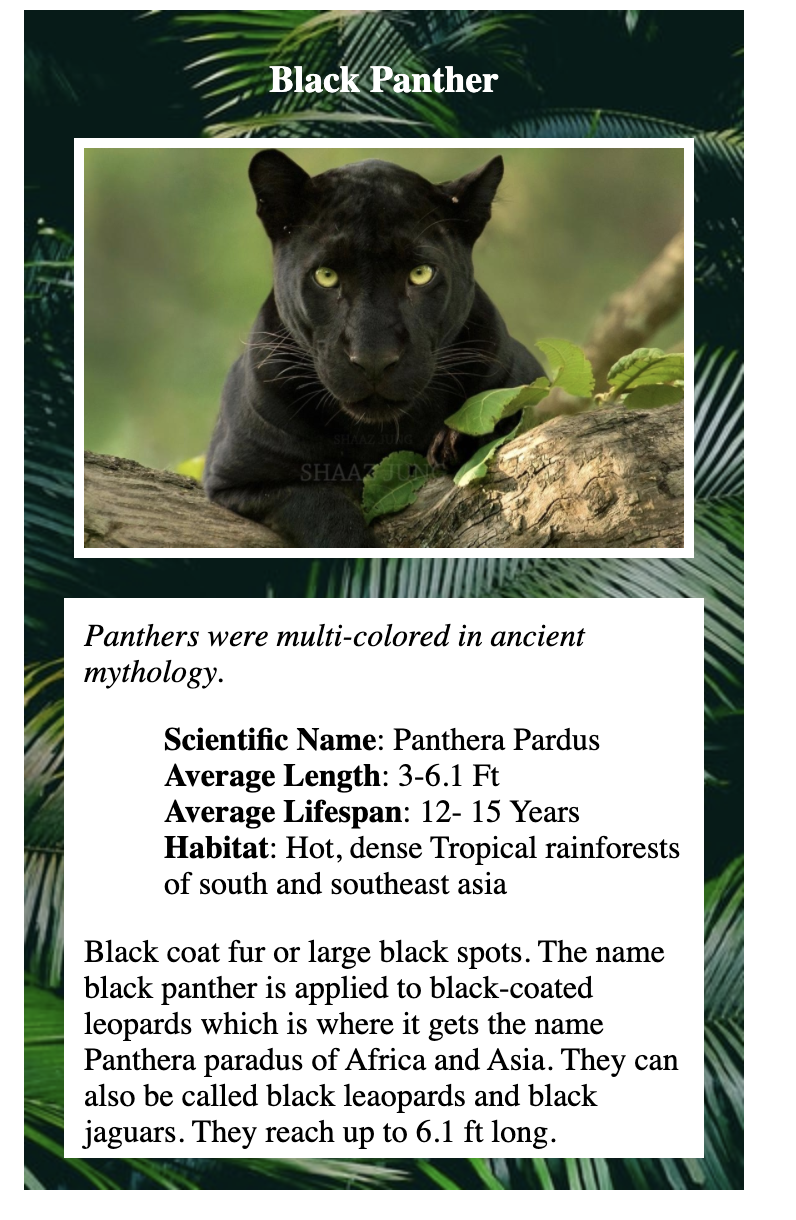 Black Panther
SHAAZ JUNG
SHAAZ JUNG
Panthers were multi-colored in ancient
mythology.
Scientific Name: Panthera Pardus
Average Length: 3-6.1 Ft
Average Lifespan: 12- 15 Years
Habitat: Hot, dense Tropical rainforests
of south and southeast asia
Black coat fur or large black spots. The name
black panther is applied to black-coated
leopards which is where it gets the name
Panthera paradus of Africa and Asia. They can
also be called black leaopards and black
jaguars. They reach up to 6.1 ft long.